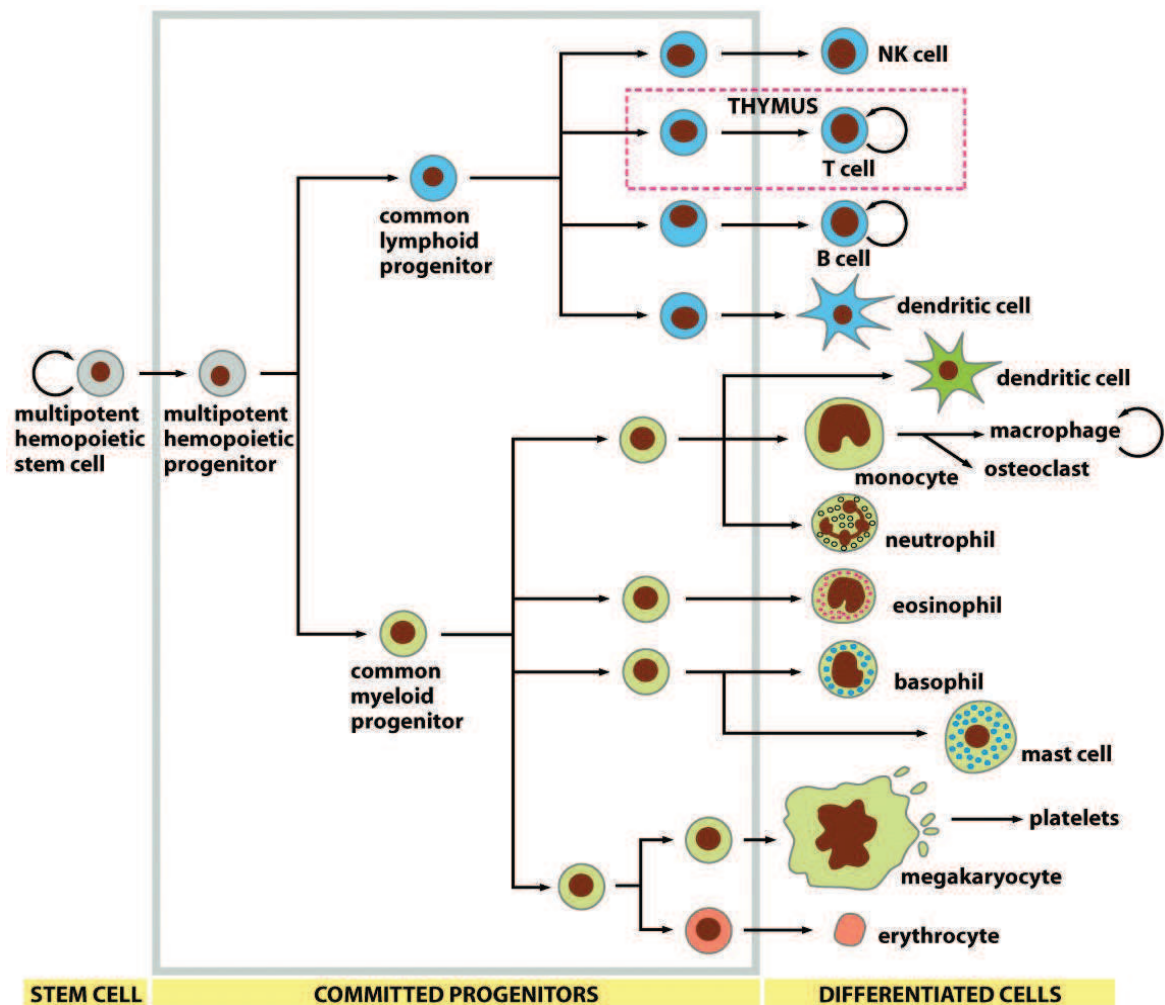 NK cell
THYMUS
T cell
common
lymphoid
progenitor
B cell
dendritic cell
multipotent
hemopoietic
stem cell
multipotent
hemopoietic
progenitor
dendritic cell
macrophage
osteoclast
monocyte
neutrophil
eosinophil
common
myeloid
progenitor
basophil
mast cell
platelets
megakaryocyte
erythrocyte
STEM CELL
COMMITTED PROGENITORS
DIFFERENTIATED CELLS